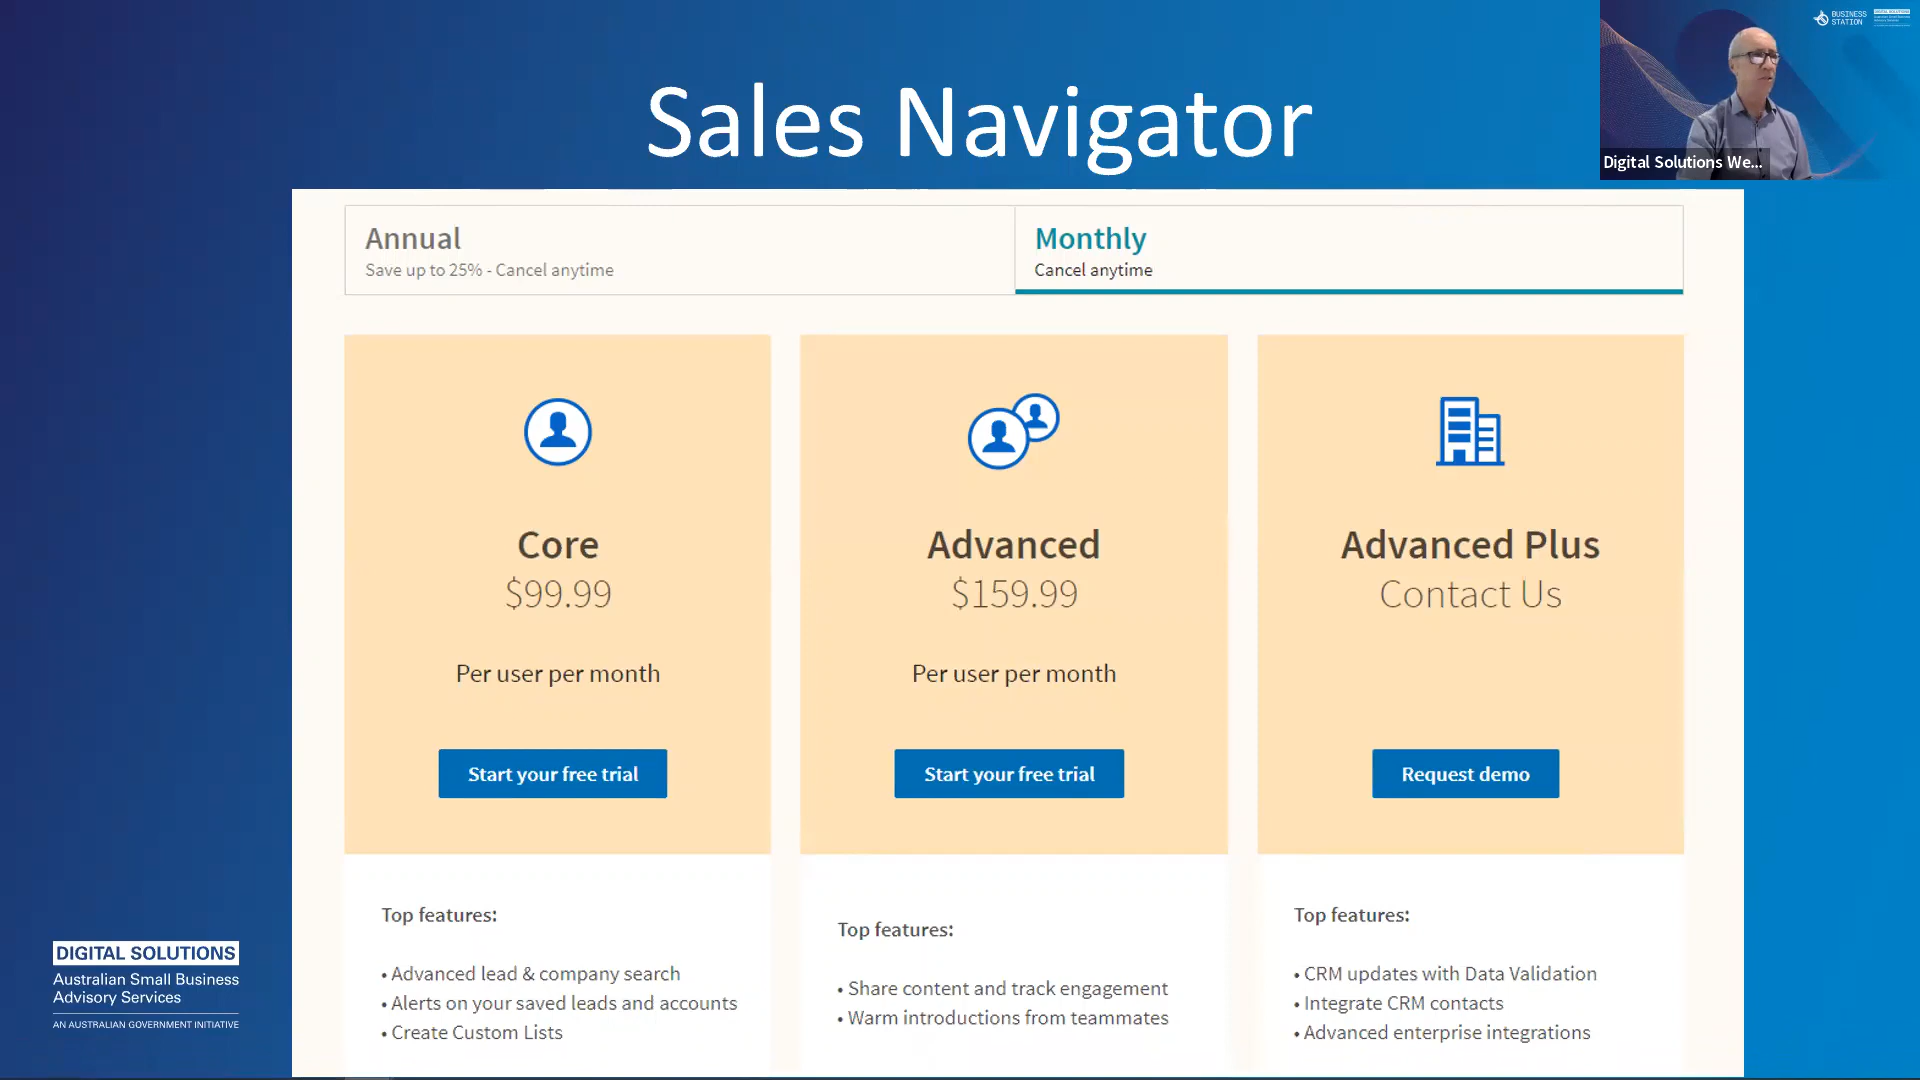 BUSINESS
STATION
Sales Navigator
Digital Solutions We...
Annual
Save up to 25% - Cancel anytime
Monthly
Cancel anytime
Core
$99.99
Per user per month
Start your free trial
Advanced
$159.99
Per user per month
Start your free trial
Advanced Plus
Contact Us
Request demo
Top features:
• Advanced lead & company search
• Alerts on your saved leads and accounts
• Create Custom Lists
Top features:
• Share content and track engagement
• Warm introductions from teammates
Top features:
• CRM updates with Data Validation
• Integrate CRM contacts
• Advanced enterprise integrations
DIGITAL SOLUTIONS
Australian Small Business
Advisory Services
AN AUSTRALIAN GOVERNMENT INITIATIVE